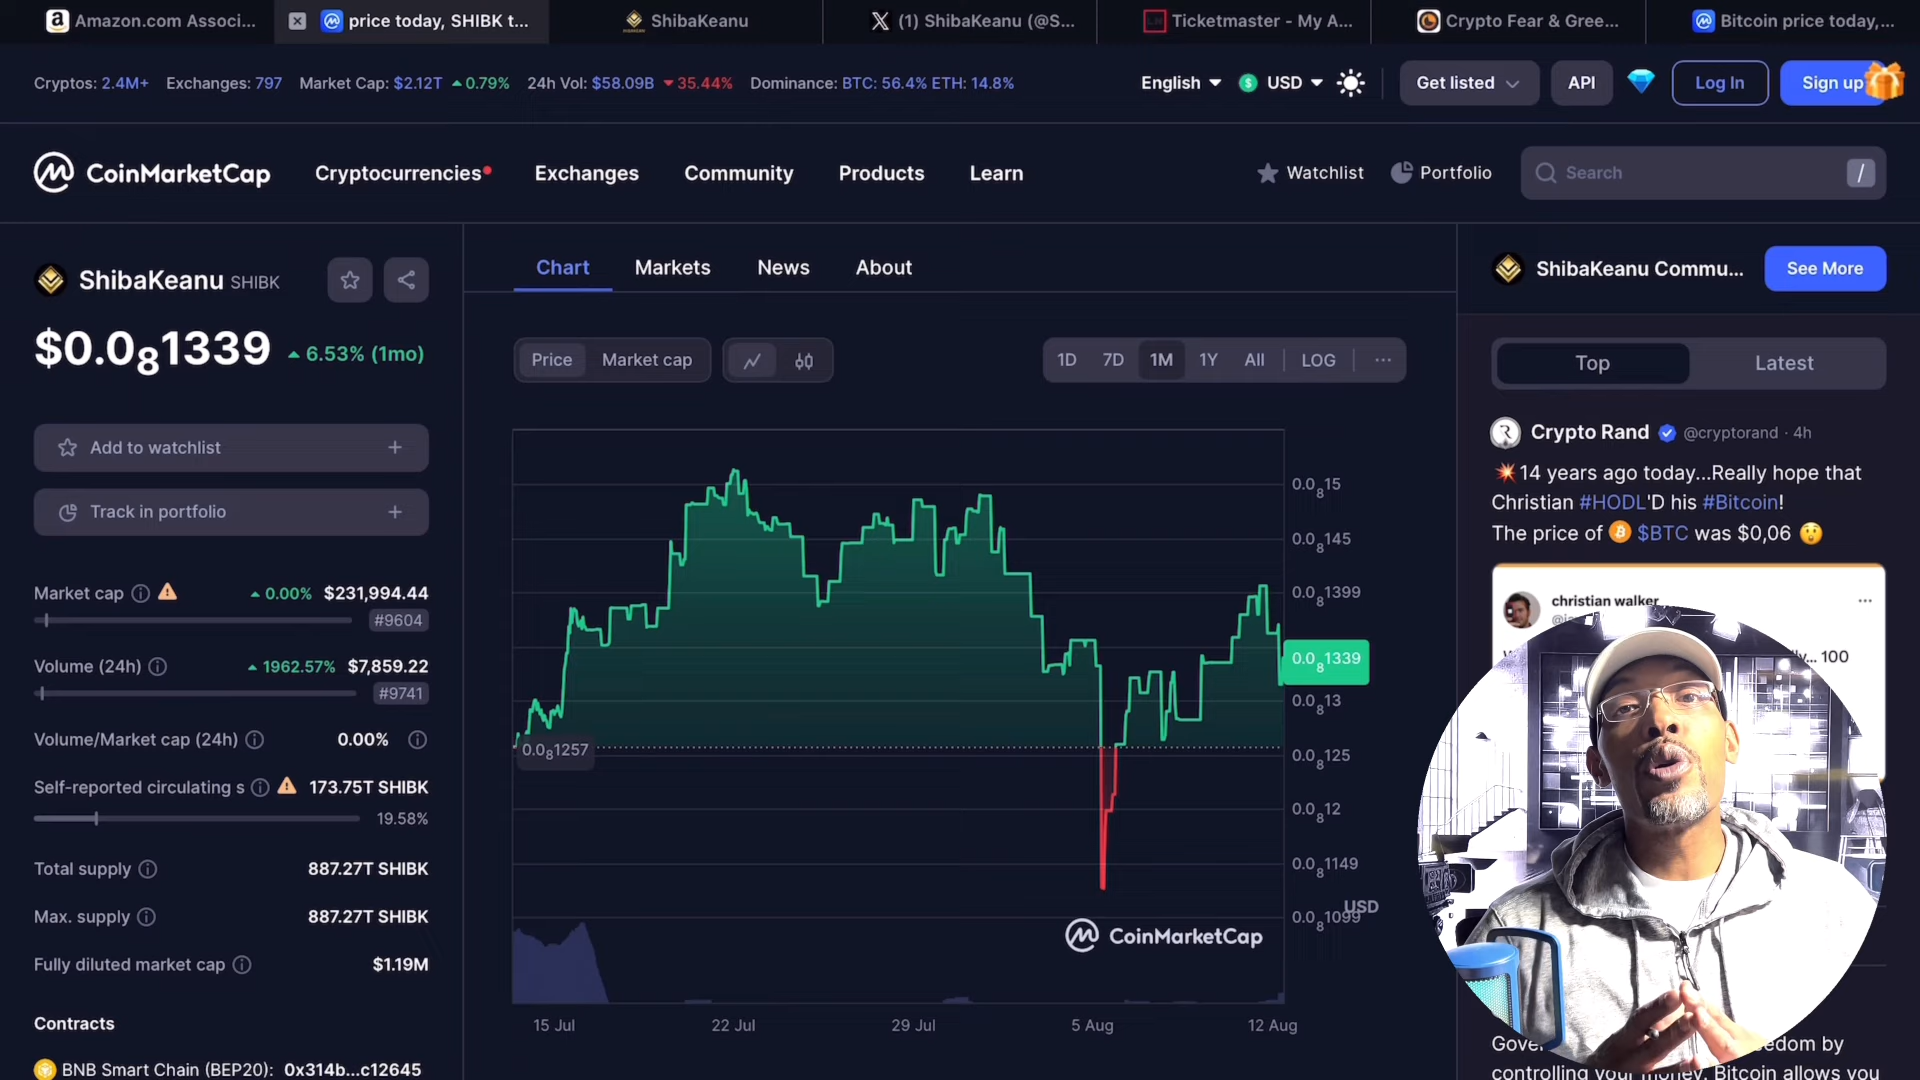 Amazon.com Associ...
price today, SHIBK t...
ShibaKeanu
(1) ShibaKeanu (@S...
Ticketmaster - My A...
Crypto Fear & Gree...
Bitcoin price today,...
Cryptos: 2.4M+ Exchanges: 797 Market Cap: $2.12T 0.79% 24h Vol: $58.09B 35.44% Dominance: BTC: 56.4% ETH: 14.8%
English USD Get listed API Log In Sign up
CoinMarketCap Cryptocurrencies Exchanges Community Products Learn
Watchlist Portfolio Search /
ShibaKeanu SHIBK
$0.0₈1339 6.53% (1mo)
Add to watchlist +
Track in portfolio +
Market cap 0.00% $231,994.44
#9604
Volume (24h) 1962.57% $7,859.22
#9741
Volume/Market cap (24h) 0.00%
Self-reported circulating s 173.75T SHIBK
19.58%
Total supply 887.27T SHIBK
Max. supply 887.27T SHIBK
Fully diluted market cap $1.19M
Contracts
BNB Smart Chain (BEP20): 0x314b...c12645
Chart Markets News About
Price Market cap
1D 7D 1M 1Y All LOG ...
0.0₈15
0.0₈145
0.0₈1399
0.0₈1339
0.0₈13
0.0₈1257
0.0₈125
0.0₈12
0.0₈1149
USD
0.0₈1099
CoinMarketCap
15 Jul 22 Jul 29 Jul 5 Aug 12 Aug
ShibaKeanu Commu... See More
Top Latest
Crypto Rand @cryptorand · 4h
14 years ago today...Really hope that
Christian #HODL'D his #Bitcoin!
The price of $BTC was $0,06
christian walker
... 100
controlling your money. Bitcoin allows you